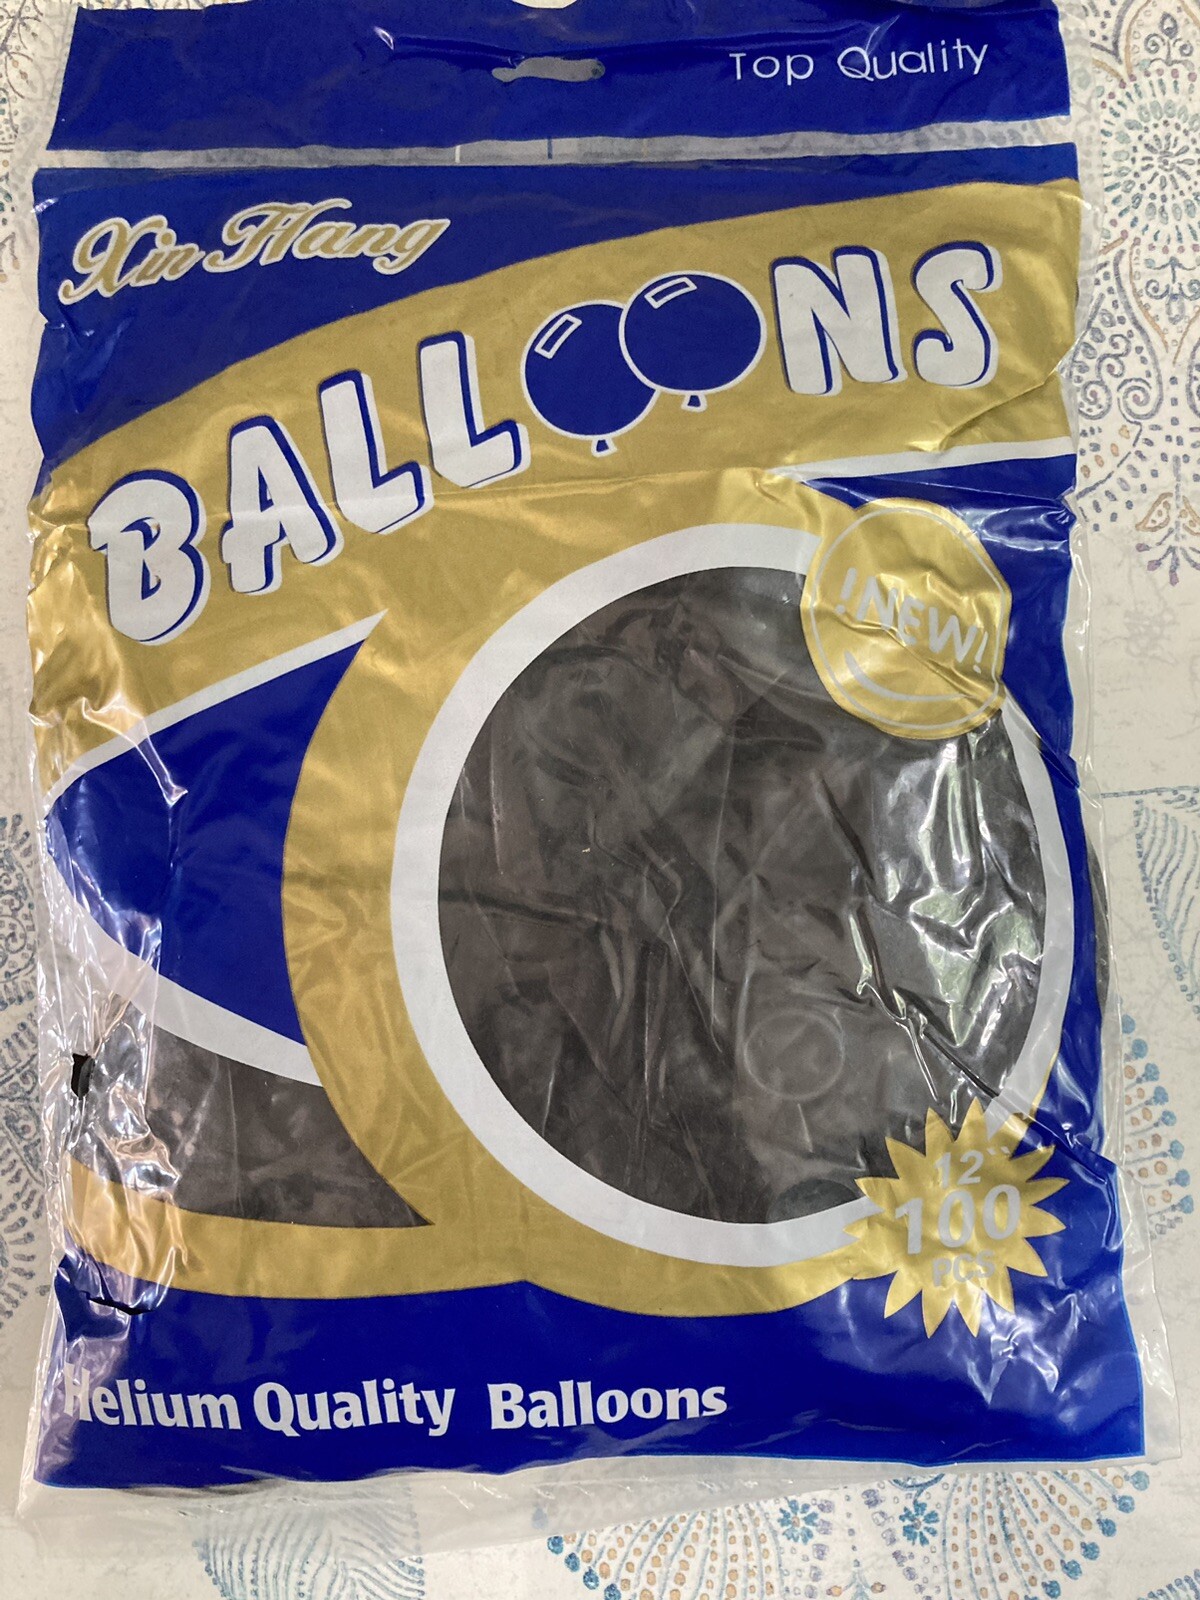 Top Quality
Xin Hang
BALLOONS
!NEW!
12``
100
PCS
Helium Quality Balloons